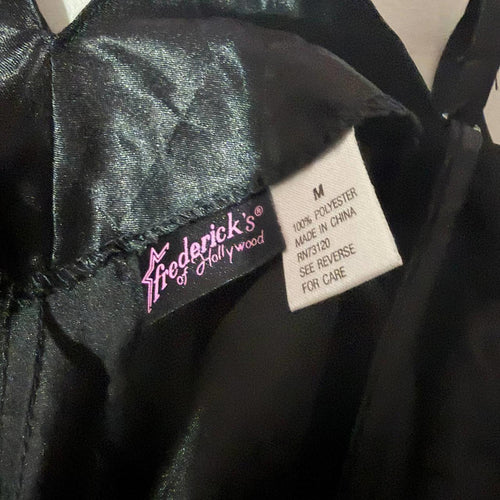 frederick's®
of Hollywood
M
100% POLYESTER
MADE IN CHINA
RN73120
SEE REVERSE
FOR CARE